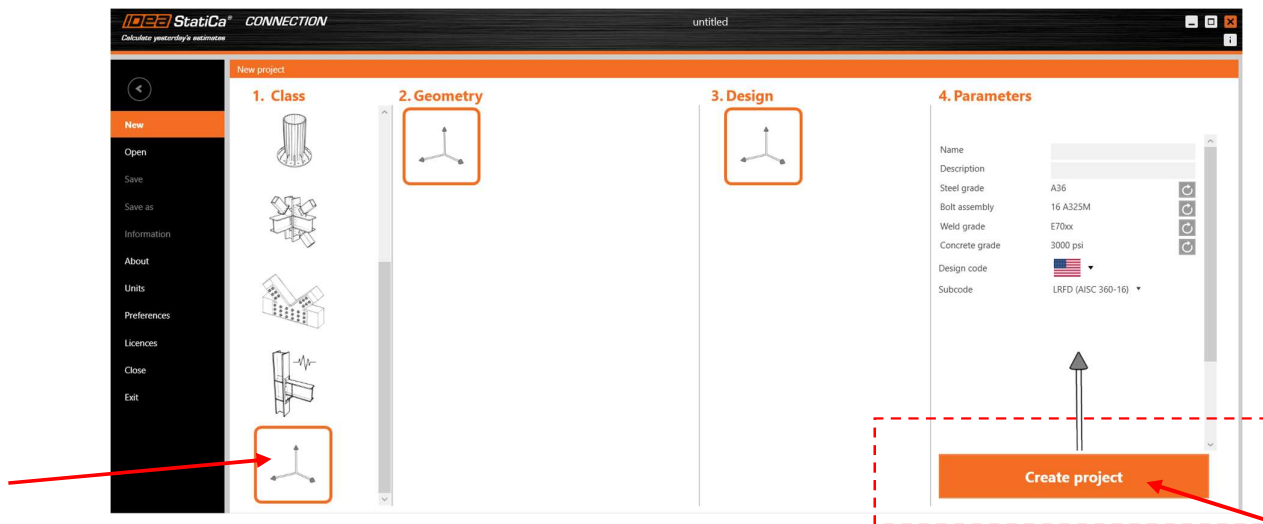 IDEA StatiCa® CONNECTION
untitled
Calculate yesterday's estimates
New project
1. Class
2. Geometry
3. Design
4. Parameters
New
Open
Save
Save as
Information
About
Units
Preferences
Licences
Close
Exit
Name
Description
Steel grade A36
Bolt assembly 16 A325M
Weld grade E70xx
Concrete grade 3000 psi
Design code
Subcode LRFD (AISC 360-16)
Create project